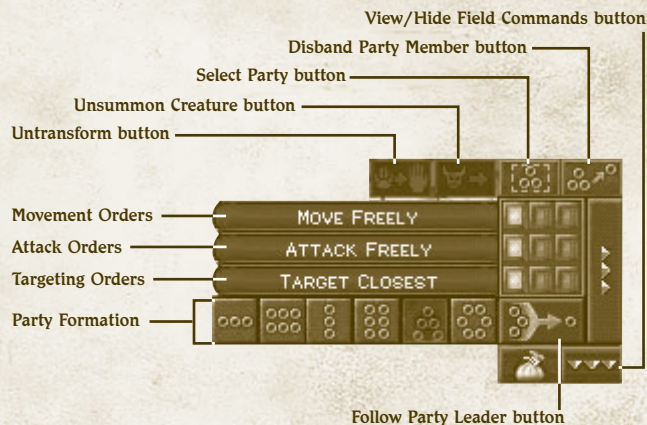 View/Hide Field Commands button
Disband Party Member button
Select Party button
Unsummon Creature button
Untransform button
Movement Orders
MOVE FREELY
Attack Orders
ATTACK FREELY
Targeting Orders
TARGET CLOSEST
Party Formation
Follow Party Leader button